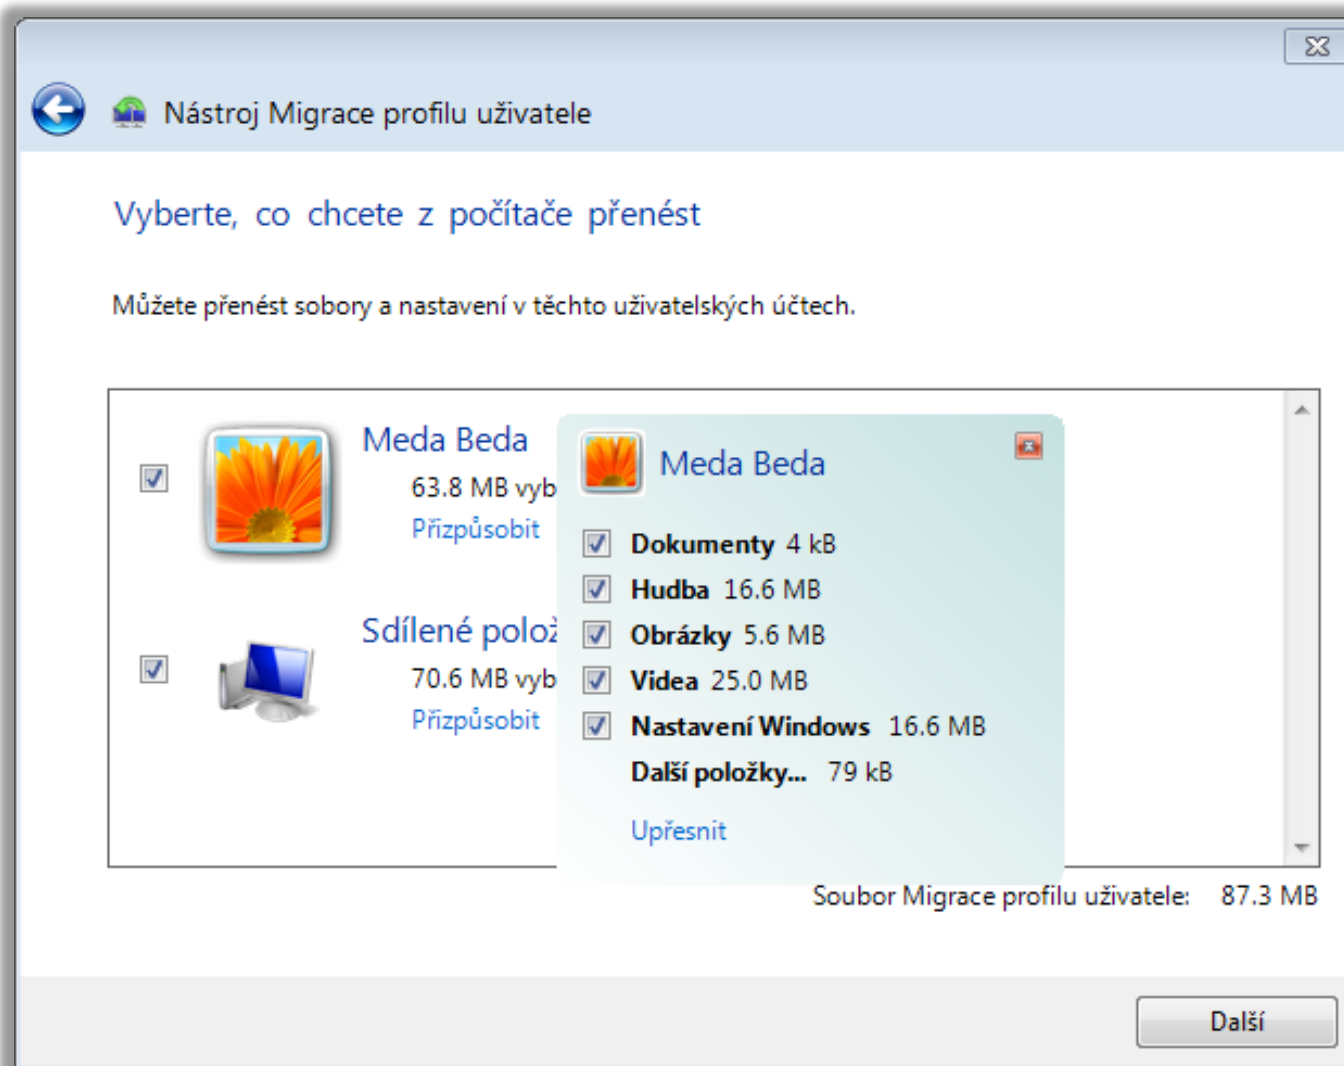 Nástroj Migrace profilu uživatele
Vyberte, co chcete z počítače přenést
Můžete přenést sobory a nastavení v těchto uživatelských účtech.
Meda Beda
63.8 MB vyb
Přizpůsobit
Sdílené polož
70.6 MB vyb
Přizpůsobit
Meda Beda
Dokumenty 4 kB
Hudba 16.6 MB
Obrázky 5.6 MB
Videa 25.0 MB
Nastavení Windows 16.6 MB
Další položky... 79 kB
Upřesnit
Soubor Migrace profilu uživatele: 87.3 MB
Další